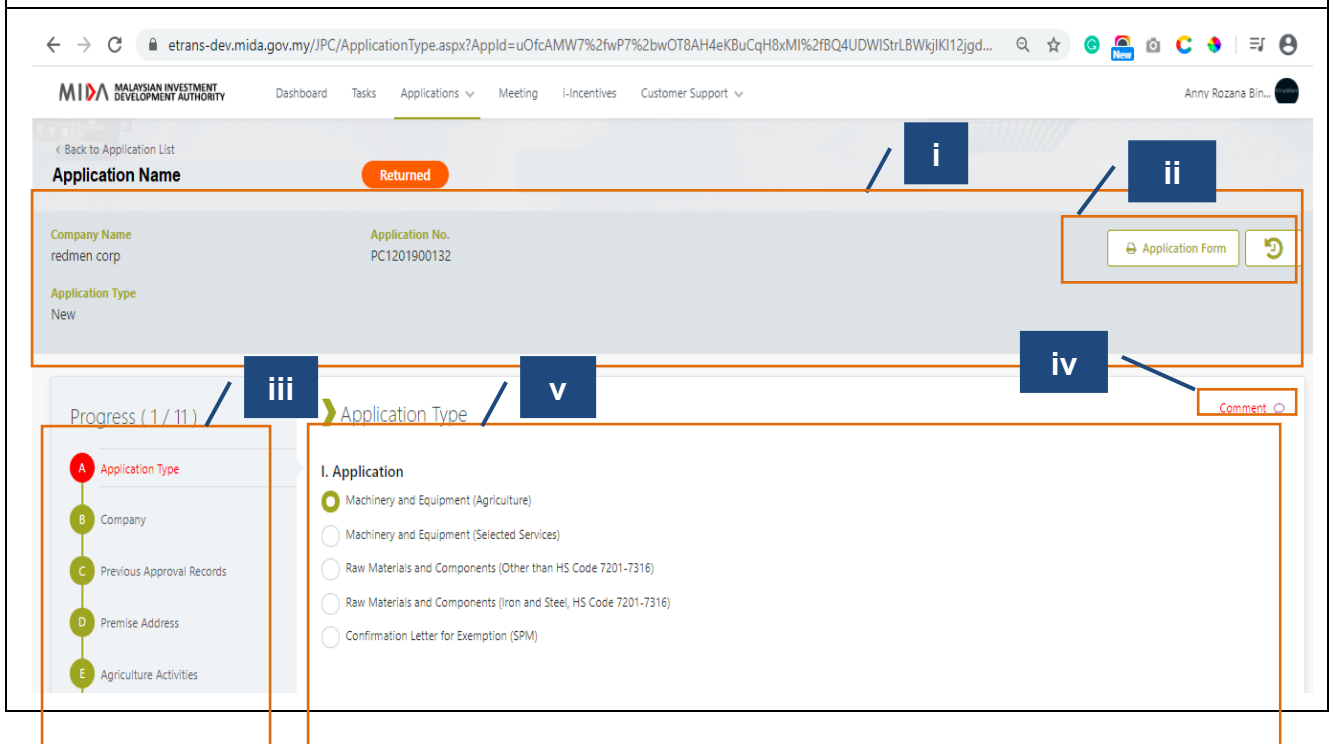 etrans-dev.mida.gov.my/JPC/ApplicationType.aspx?AppId=uOfcAMW7%2fwP7%2bwOT8AH4eKBuCqH8xMI%2fBQ4UDWIStrLBWkjIKI12jgd...
New
MIDA MALAYSIAN INVESTMENT DEVELOPMENT AUTHORITY
Dashboard Tasks Applications Meeting i-Incentives Customer Support Anny Rozana Bin...
< Back to Application List
Application Name Returned
i
ii
Company Name Application No.
redmen corp PC1201900132
Application Form
Application Type
New
iii
v
iv
Progress ( 1 / 11 )
Application Type
Comment
A Application Type
B Company
C Previous Approval Records
D Premise Address
E Agriculture Activities
I. Application
Machinery and Equipment (Agriculture)
Machinery and Equipment (Selected Services)
Raw Materials and Components (Other than HS Code 7201-7316)
Raw Materials and Components (Iron and Steel, HS Code 7201-7316)
Confirmation Letter for Exemption (SPM)